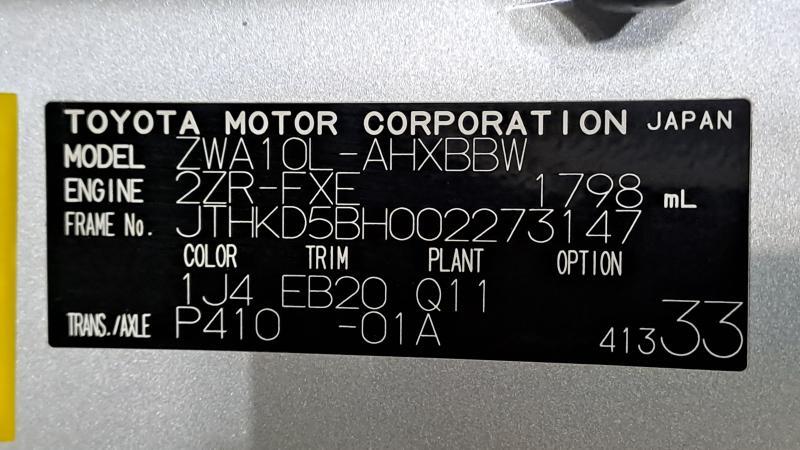 TOYOTA MOTOR CORPORATION JAPAN
MODEL ZWA10L-AHXBBW
ENGINE 2ZR-FXE 1798 mL
FRAME No. JTHKD5BH002273147
COLOR TRIM PLANT OPTION
1J4 EB20 Q11
TRANS./AXLE P410 -01A 41333